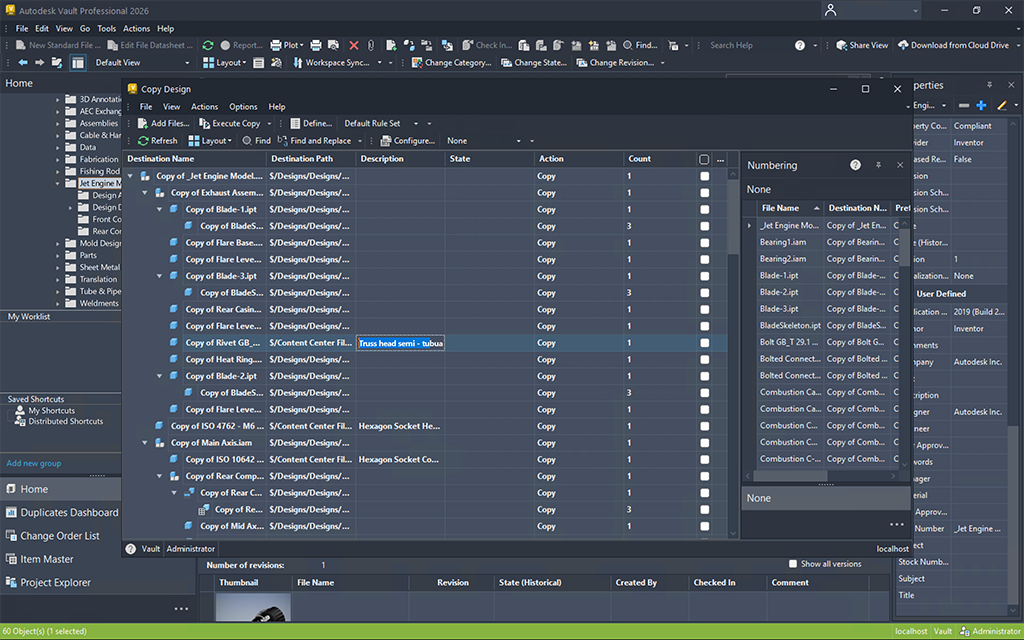 Autodesk Vault Professional 2026
File Edit View Go Tools Actions Help
New Standard File ... Edit File Datasheet ... Report... Plot Check In... Find... Search Help Share View Download from Cloud Drive
Default View Layout Workspace Sync... Change Category... Change State... Change Revision...
Home
3D Annotatio
AEC Exchang
Assemblies
Cable & Har
Data
Fabrication
Fishing Rod
Jet Engine M
Design A
Design D
Front Co
Rear Co
Mold Design
Parts
Sheet Metal
Translation
Tube & Pipe
Weldments
My Worklist
Saved Shortcuts
My Shortcuts
Distributed Shortcuts
Add new group
Home
Duplicates Dashboard
Change Order List
Item Master
Project Explorer
Copy Design
File View Actions Options Help
Add Files... Execute Copy Define... Default Rule Set
Refresh Layout Find Find and Replace Configure... None
Destination Name Destination Path Description State Action Count ...
Copy of _Jet Engine Model.... $/Designs/Designs/... Copy 1
Copy of Exhaust Assem... $/Designs/Designs/... Copy 1
Copy of Blade-1.ipt $/Designs/Designs/... Copy 1
Copy of BladeS... $/Designs/Designs/... Copy 3
Copy of Flare Base.... $/Designs/Designs/... Copy 1
Copy of Flare Leve... $/Designs/Designs/... Copy 1
Copy of Blade-3.ipt $/Designs/Designs/... Copy 1
Copy of BladeS... $/Designs/Designs/... Copy 3
Copy of Rear Casin... $/Designs/Designs/... Copy 1
Copy of Flare Leve... $/Designs/Designs/... Copy 1
Copy of Rivet GB_... $/Content Center Fil... Truss head semi - tubua Copy 1
Copy of Heat Ring.... $/Designs/Designs/... Copy 1
Copy of Blade-2.ipt $/Designs/Designs/... Copy 1
Copy of BladeS... $/Designs/Designs/... Copy 3
Copy of Flare Leve... $/Designs/Designs/... Copy 1
Copy of ISO 4762 - M6 ... $/Content Center Fil... Hexagon Socket He... Copy 1
Copy of Main Axis.iam $/Designs/Designs/... Copy 1
Copy of ISO 10642 ... $/Content Center Fil... Hexagon Socket Co... Copy 1
Copy of Rear Comp... $/Designs/Designs/... Copy 1
Copy of Rear C... $/Designs/Designs/... Copy 1
Copy of Re... $/Designs/Designs/... Copy 3
Copy of Mid Ax... $/Designs/Designs/... Copy 1
Vault Administrator localhost
Numbering
None
File Name Destination N... Pref
_Jet Engine Mo... Copy of _Jet En...
Bearing1.iam Copy of Bearin...
Bearing2.iam Copy of Bearin...
Blade-1.ipt Copy of Blade-...
Blade-2.ipt Copy of Blade-...
Blade-3.ipt Copy of Blade-...
BladeSkeleton.ipt Copy of BladeS...
Bolt GB_T 29.1 ... Copy of Bolt G...
Bolted Connect... Copy of Bolted ...
Bolted Connect... Copy of Bolted ...
Combustion Ca... Copy of Comb...
Combustion Ca... Copy of Comb...
Combustion C... Copy of Comb...
Combustion C... Copy of Comb...
Combustion C-... Copy of Comb...
None
...
operties
Engi...
perty Co... Compliant
vider Inventor
ased Re... False
sion Sch...
sion Sch...
e (Histor...
sion 1
alization... None
User Defined
lication ... 2019 (Build 2...
hor Inventor
mments
mpany Autodesk Inc.
cription
igner Autodesk Inc.
ineer
r Approv...
words
nager
terial
r Approv...
t Number _Jet Engine ...
ject
Stock Numb...
Subject
Title
Number of revisions: 1 Show all versions
Thumbnail File Name Revision State (Historical) Created By Checked In Comment
60 Object(s) (1 selected) localhost Vault Administrator